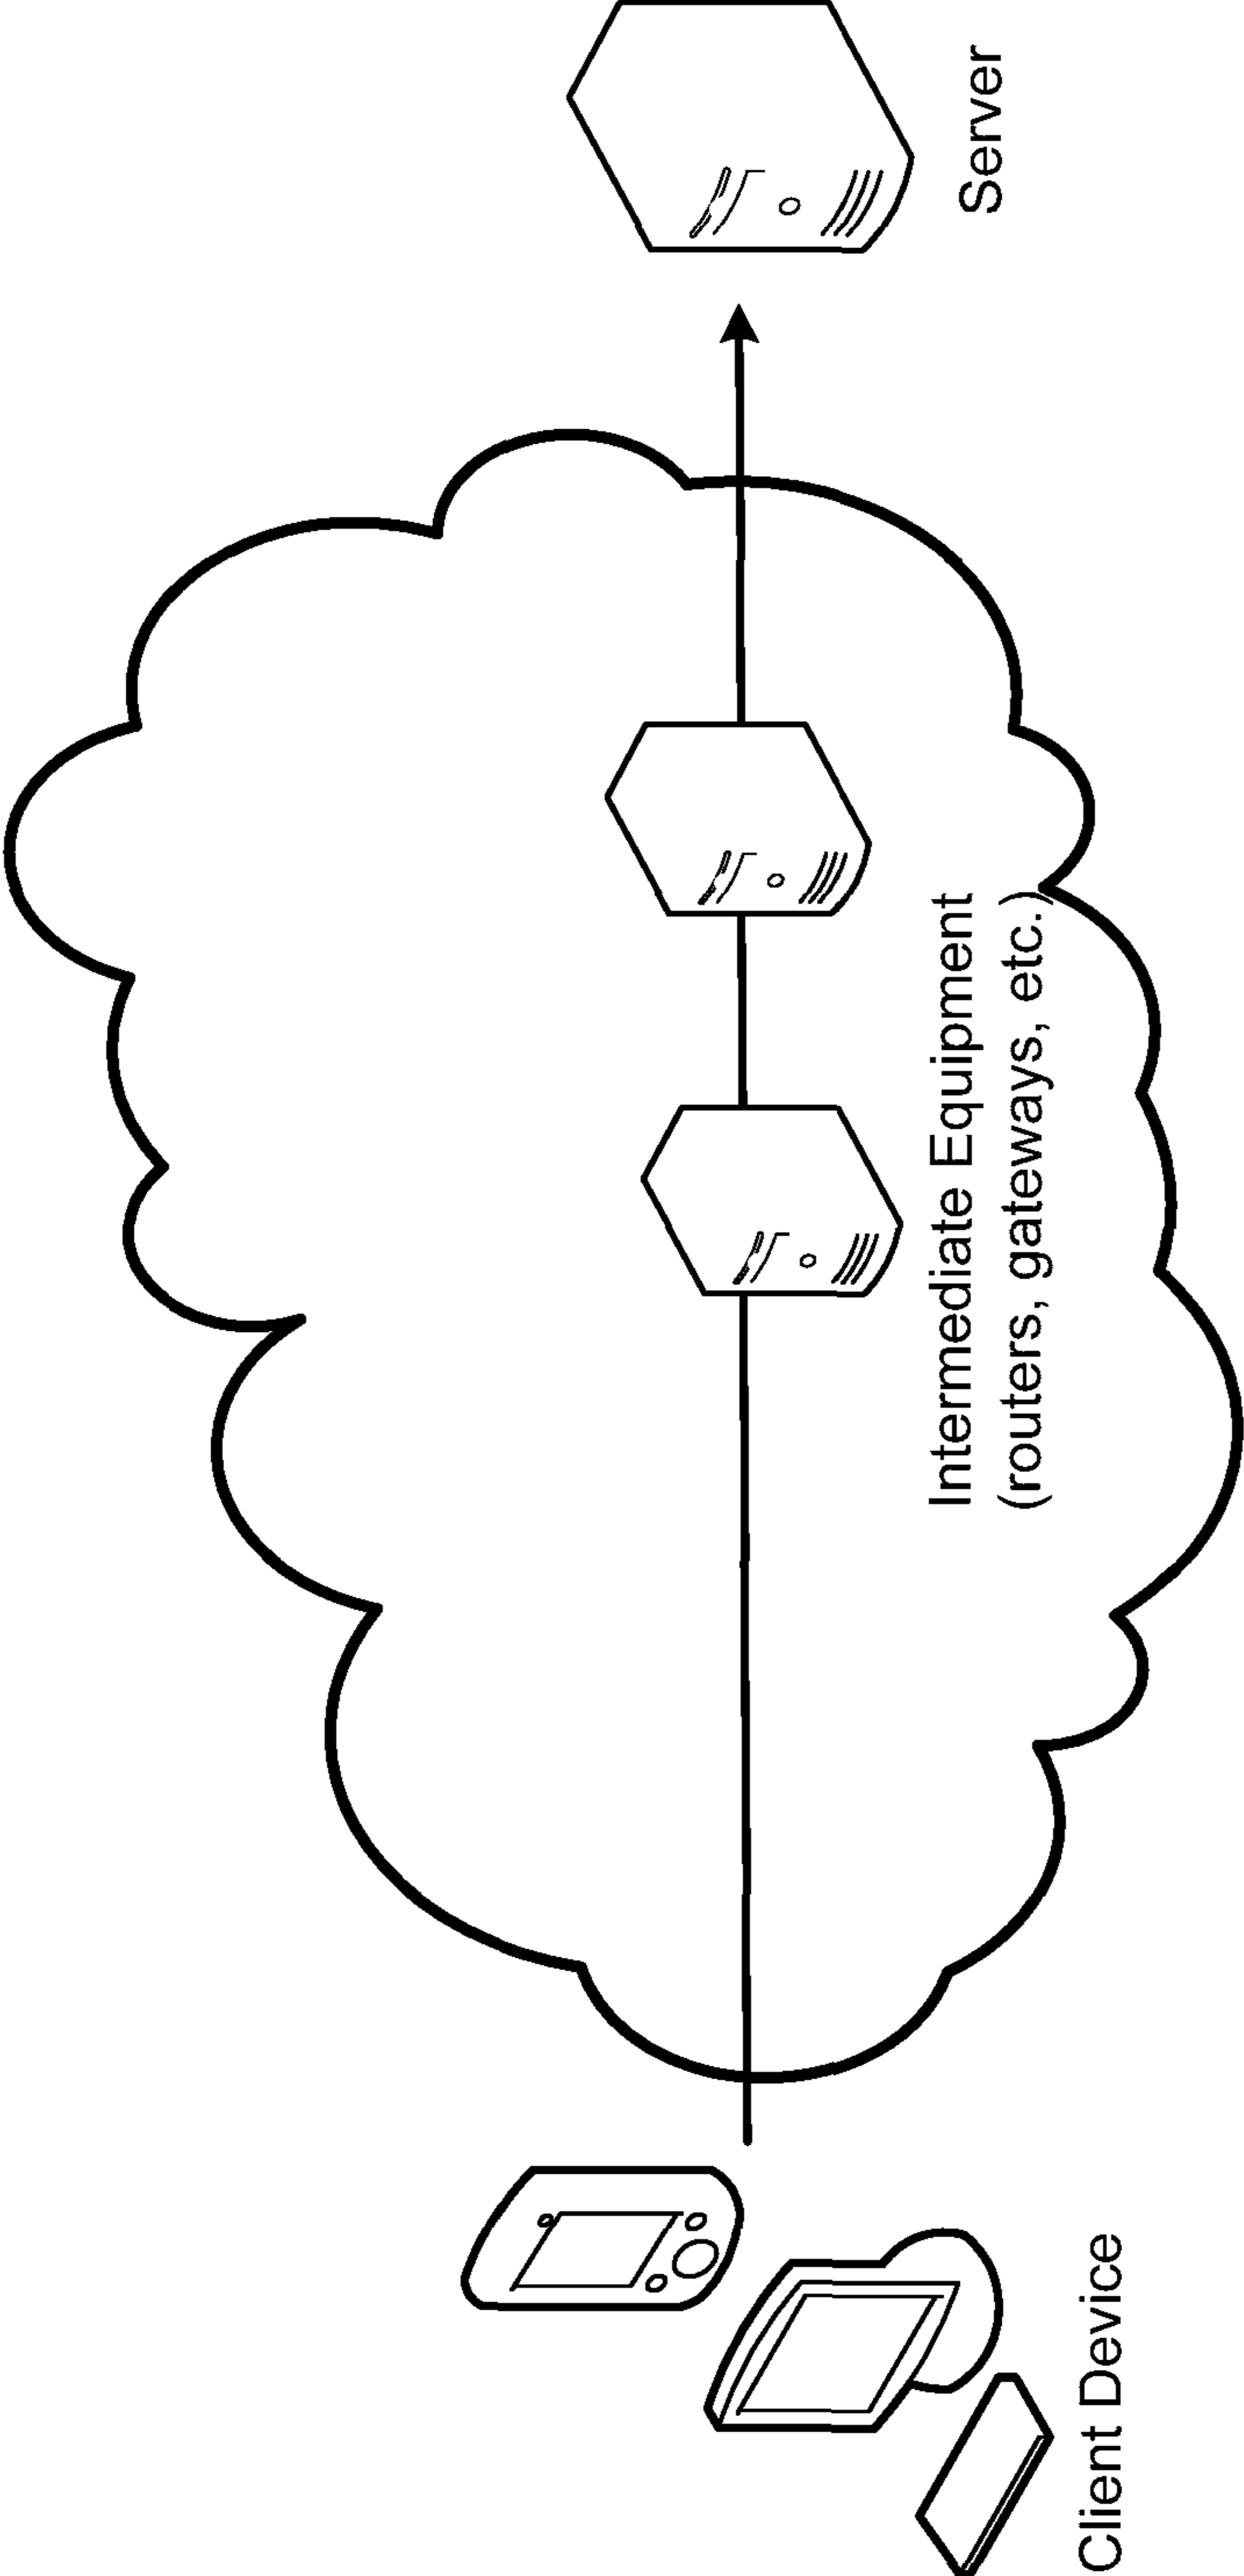 Client Device
Intermediate Equipment
(routers, gateways, etc.)
Server